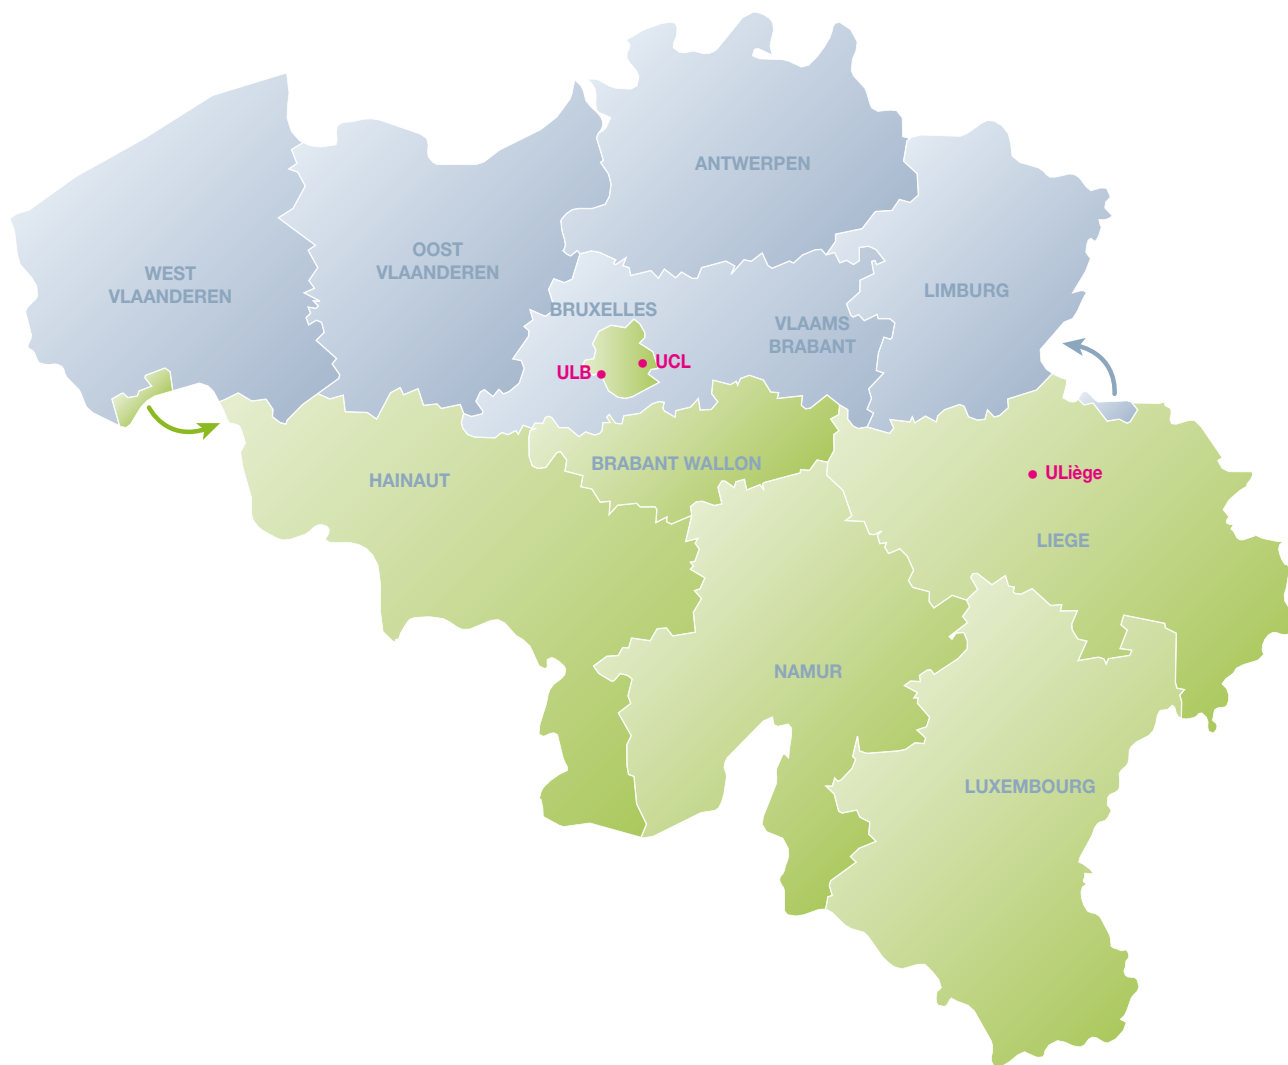 ANTWERPEN
OOST
VLAANDEREN
WEST
VLAANDEREN
LIMBURG
BRUXELLES
VLAAMS
BRABANT
UCL
ULB
BRABANT WALLON
HAINAUT
ULiège
LIEGE
NAMUR
LUXEMBOURG